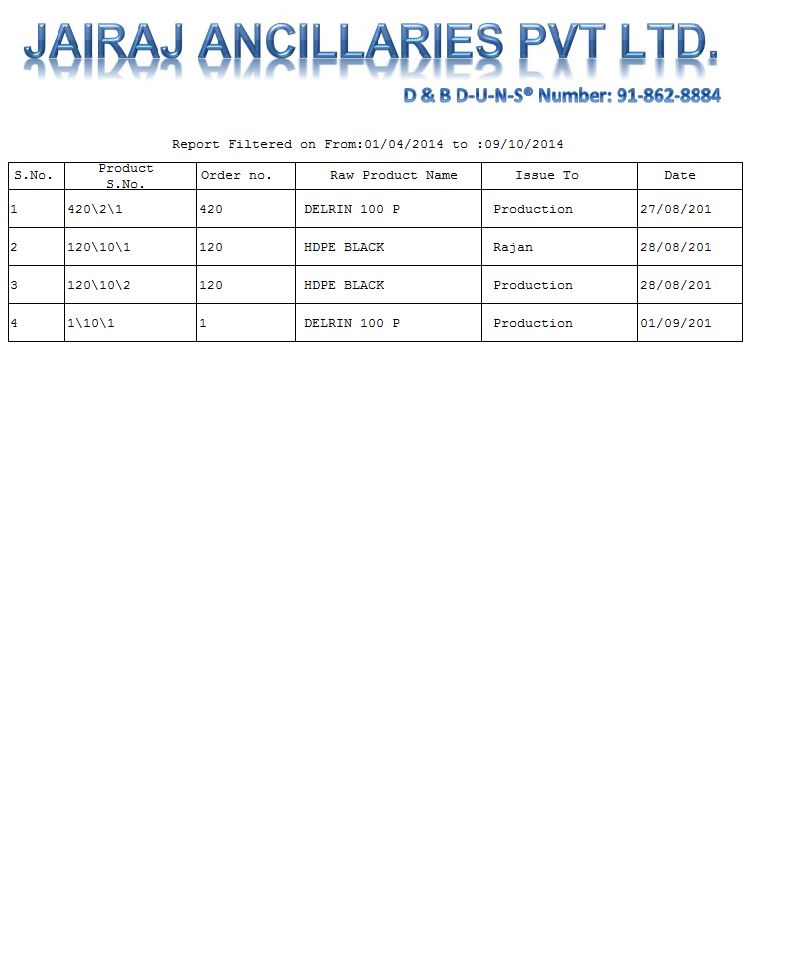 JAIRAJ ANCILLARIES PVT LTD.
D & B D-U-N-S® Number: 91-862-8884
Report Filtered on From:01/04/2014 to :09/10/2014
S.No. Product S.No. Order no. Raw Product Name Issue To Date
1 420\2\1 420 DELRIN 100 P Production 27/08/201
2 120\10\1 120 HDPE BLACK Rajan 28/08/201
3 120\10\2 120 HDPE BLACK Production 28/08/201
4 1\10\1 1 DELRIN 100 P Production 01/09/201